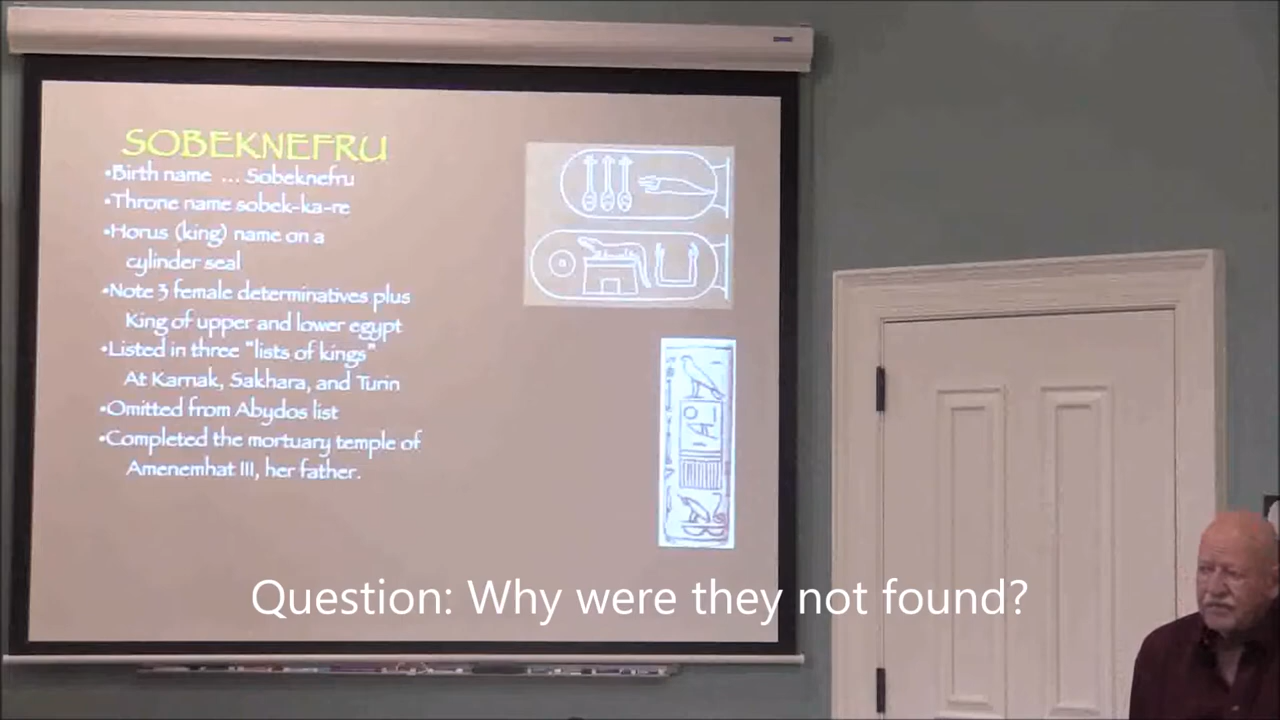 SOBEKNEFRU
•Birth name ... Sobeknefru
•Throne name sobek-ka-re
•Horus (king) name on a
cylinder seal
•Note 3 female determinatives plus
King of upper and lower egypt
•Listed in three "lists of kings"
At Karnak, Sakhara, and Turin
•Omitted from Abydos list
•Completed the mortuary temple of
Amenemhat III, her father.
Question: Why were they not found?